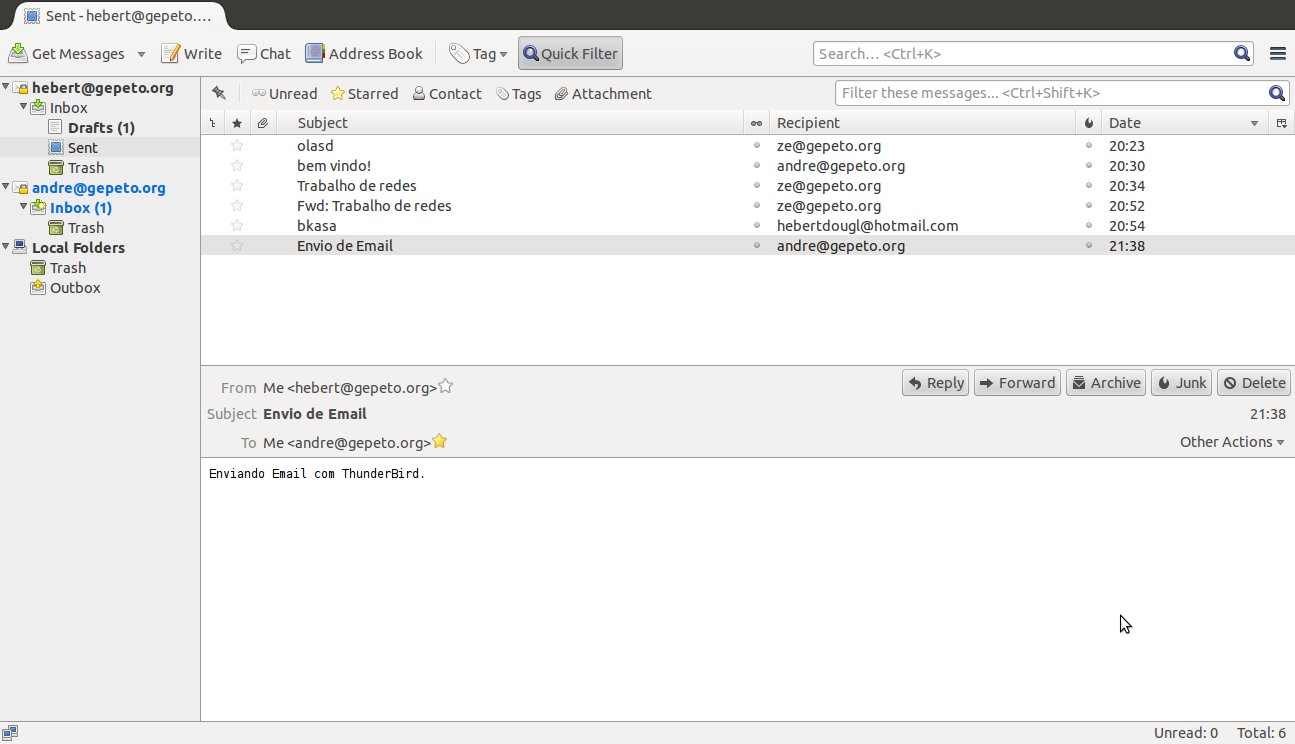 Sent - hebert@gepeto....
Get Messages Write Chat Address Book Tag Quick Filter Search... <Ctrl+K>
hebert@gepeto.org
Inbox
Drafts (1)
Sent
Trash
andre@gepeto.org
Inbox (1)
Trash
Local Folders
Trash
Outbox
Unread Starred Contact Tags Attachment Filter these messages... <Ctrl+Shift+K>
Subject Recipient Date
olasd ze@gepeto.org 20:23
bem vindo! andre@gepeto.org 20:30
Trabalho de redes ze@gepeto.org 20:34
Fwd: Trabalho de redes ze@gepeto.org 20:52
bkasa hebertdougl@hotmail.com 20:54
Envio de Email andre@gepeto.org 21:38
From Me <hebert@gepeto.org> Reply Forward Archive Junk Delete
Subject Envio de Email 21:38
To Me <andre@gepeto.org> Other Actions
Enviando Email com ThunderBird.
Unread: 0 Total: 6